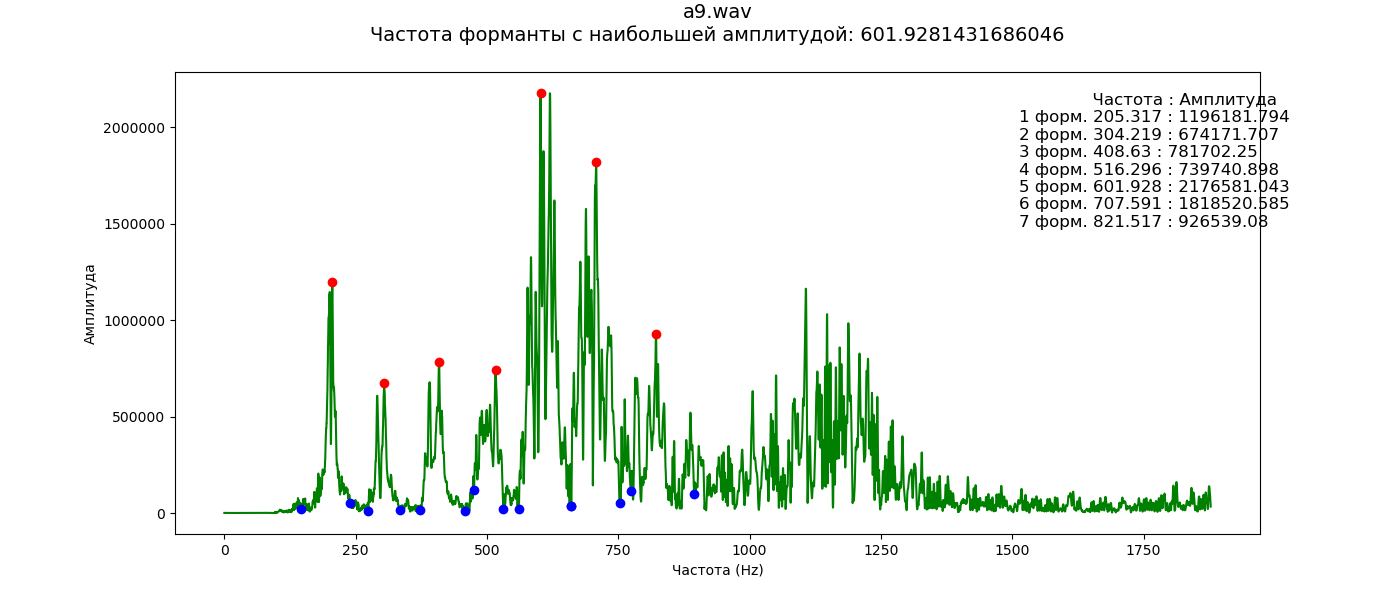 a9.wav
Частота форманты с наибольшей амплитудой: 601.9281431686046
Частота : Амплитуда
1 форм. 205.317 : 1196181.794
2 форм. 304.219 : 674171.707
3 форм. 408.63 : 781702.25
4 форм. 516.296 : 739740.898
5 форм. 601.928 : 2176581.043
6 форм. 707.591 : 1818520.585
7 форм. 821.517 : 926539.08
Амплитуда
2000000
1500000
1000000
500000
0
0 250 500 750 1000 1250 1500 1750
Частота (Hz)